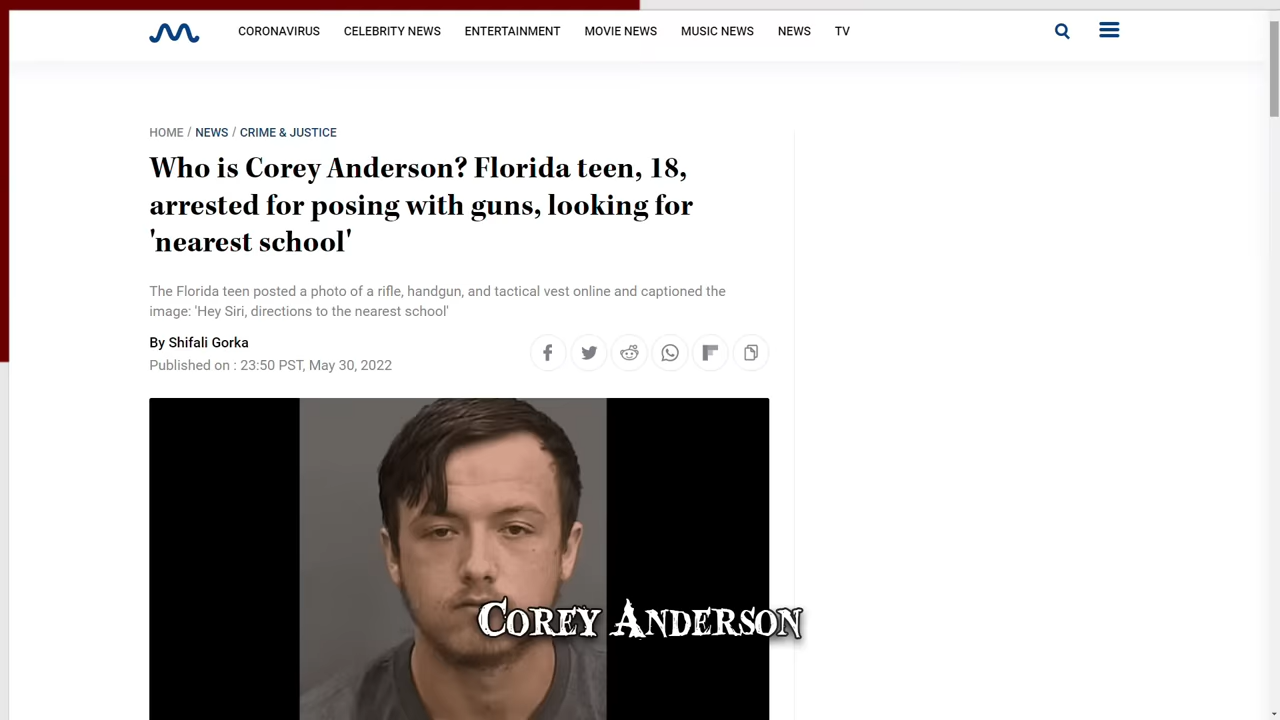 CORONAVIRUS CELEBRITY NEWS ENTERTAINMENT MOVIE NEWS MUSIC NEWS NEWS TV
HOME / NEWS / CRIME & JUSTICE
Who is Corey Anderson? Florida teen, 18,
arrested for posing with guns, looking for
'nearest school'
The Florida teen posted a photo of a rifle, handgun, and tactical vest online and captioned the
image: 'Hey Siri, directions to the nearest school'
By Shifali Gorka
Published on : 23:50 PST, May 30, 2022
Corey Anderson